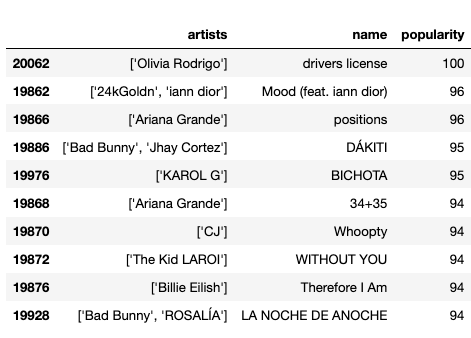 artists name popularity
20062 ['Olivia Rodrigo'] drivers license 100
19862 ['24kGoldn', 'iann dior'] Mood (feat. iann dior) 96
19866 ['Ariana Grande'] positions 96
19886 ['Bad Bunny', 'Jhay Cortez'] DÁKITI 95
19976 ['KAROL G'] BICHOTA 95
19868 ['Ariana Grande'] 34+35 94
19870 ['CJ'] Whoopty 94
19872 ['The Kid LAROI'] WITHOUT YOU 94
19876 ['Billie Eilish'] Therefore I Am 94
19928 ['Bad Bunny', 'ROSALÍA'] LA NOCHE DE ANOCHE 94